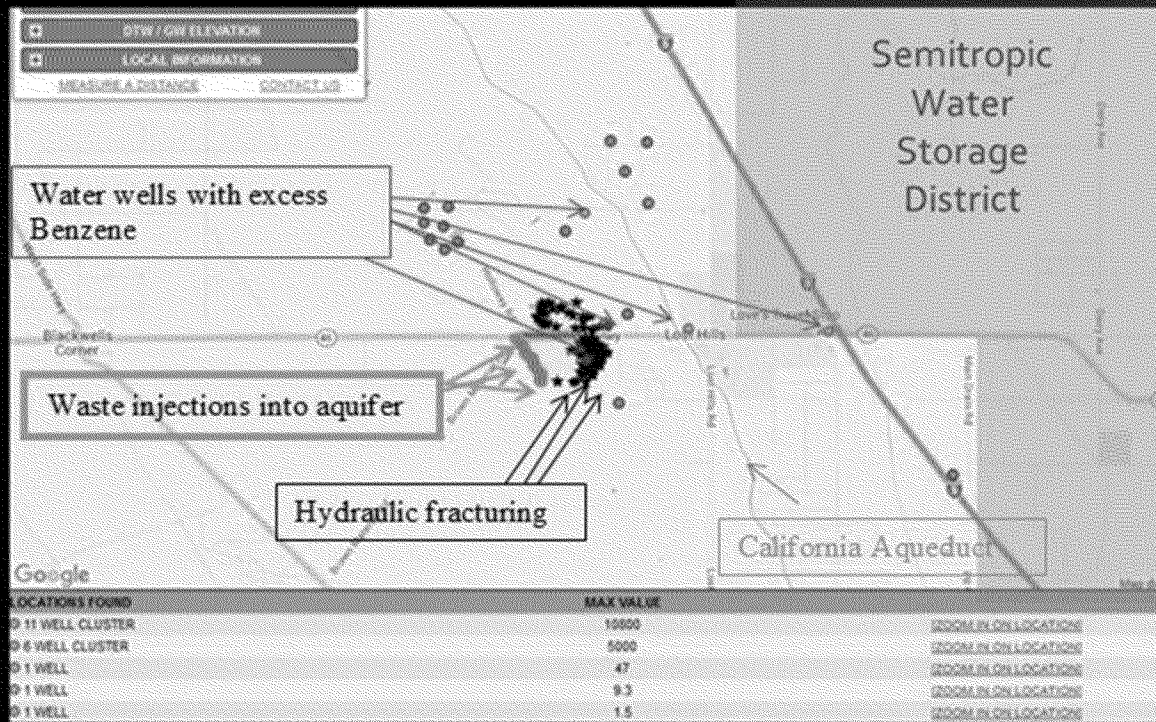 DTW / GW ELEVATION
LOCAL INFORMATION
MEASURE A DISTANCE CONTACT US
Semitropic
Water
Storage
District
Water wells with excess
Benzene
Blackwells
Corner
Lost Hills
Waste injections into aquifer
Hydraulic fracturing
California Aqueduct
Google
LOCATIONS FOUND MAX VALUE
11 WELL CLUSTER 10800 [ZOOM IN ON LOCATION]
6 WELL CLUSTER 5000 [ZOOM IN ON LOCATION]
1 WELL 47 [ZOOM IN ON LOCATION]
1 WELL 9.3 [ZOOM IN ON LOCATION]
1 WELL 1.5 [ZOOM IN ON LOCATION]